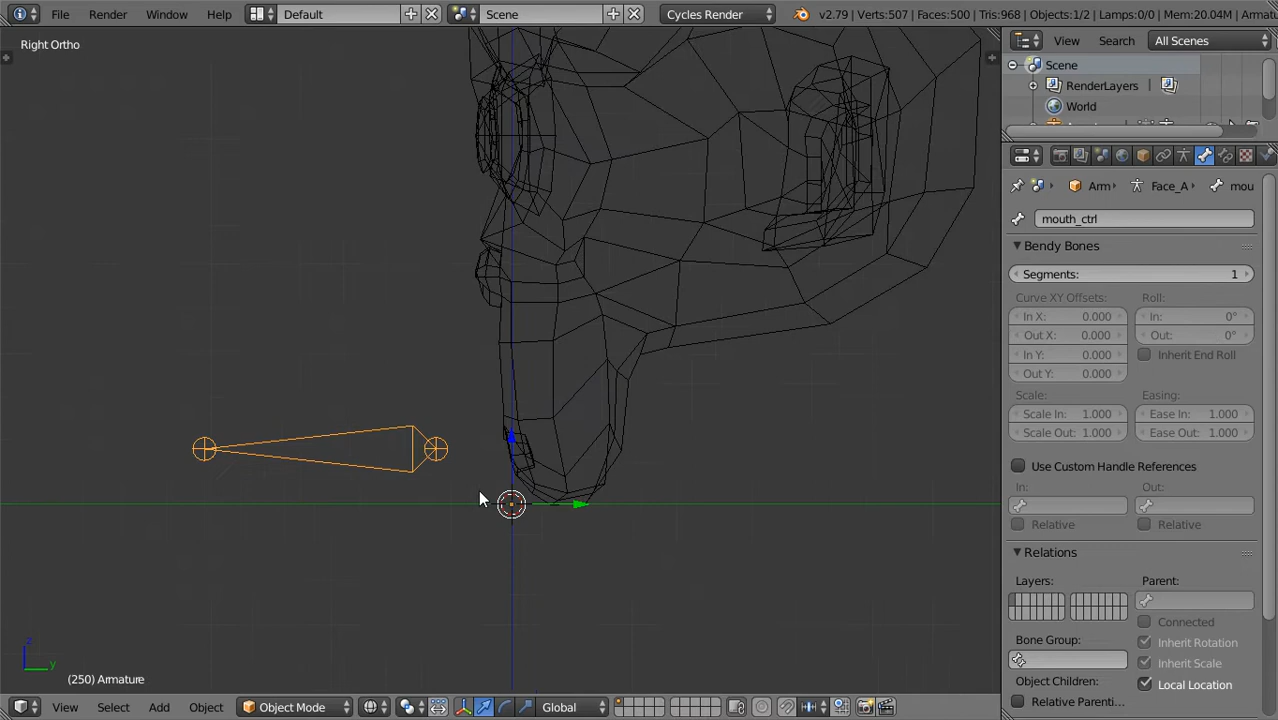 File Render Window Help Default Scene Cycles Render v2.79 | Verts:507 | Faces:500 | Tris:968 | Objects:1/2 | Lamps:0/0 | Mem:20.04M | Armatu
Right Ortho
View Search All Scenes
Scene
RenderLayers
World
Arm Face_A mou
mouth_ctrl
Bendy Bones
Segments: 1
Curve XY Offsets: Roll:
In X: 0.000 In: 0°
Out X: 0.000 Out: 0°
In Y: 0.000 Inherit End Roll
Out Y: 0.000
Scale: Easing:
Scale In: 1.000 Ease In: 1.000
Scale Out: 1.000 Ease Out: 1.000
Use Custom Handle References
In: Out:
Relative Relative
Relations
Layers: Parent:
Connected
Bone Group: Inherit Rotation
Inherit Scale
Object Children: Local Location
Relative Parenti...
z
y
(250) Armature
View Select Add Object Object Mode Global